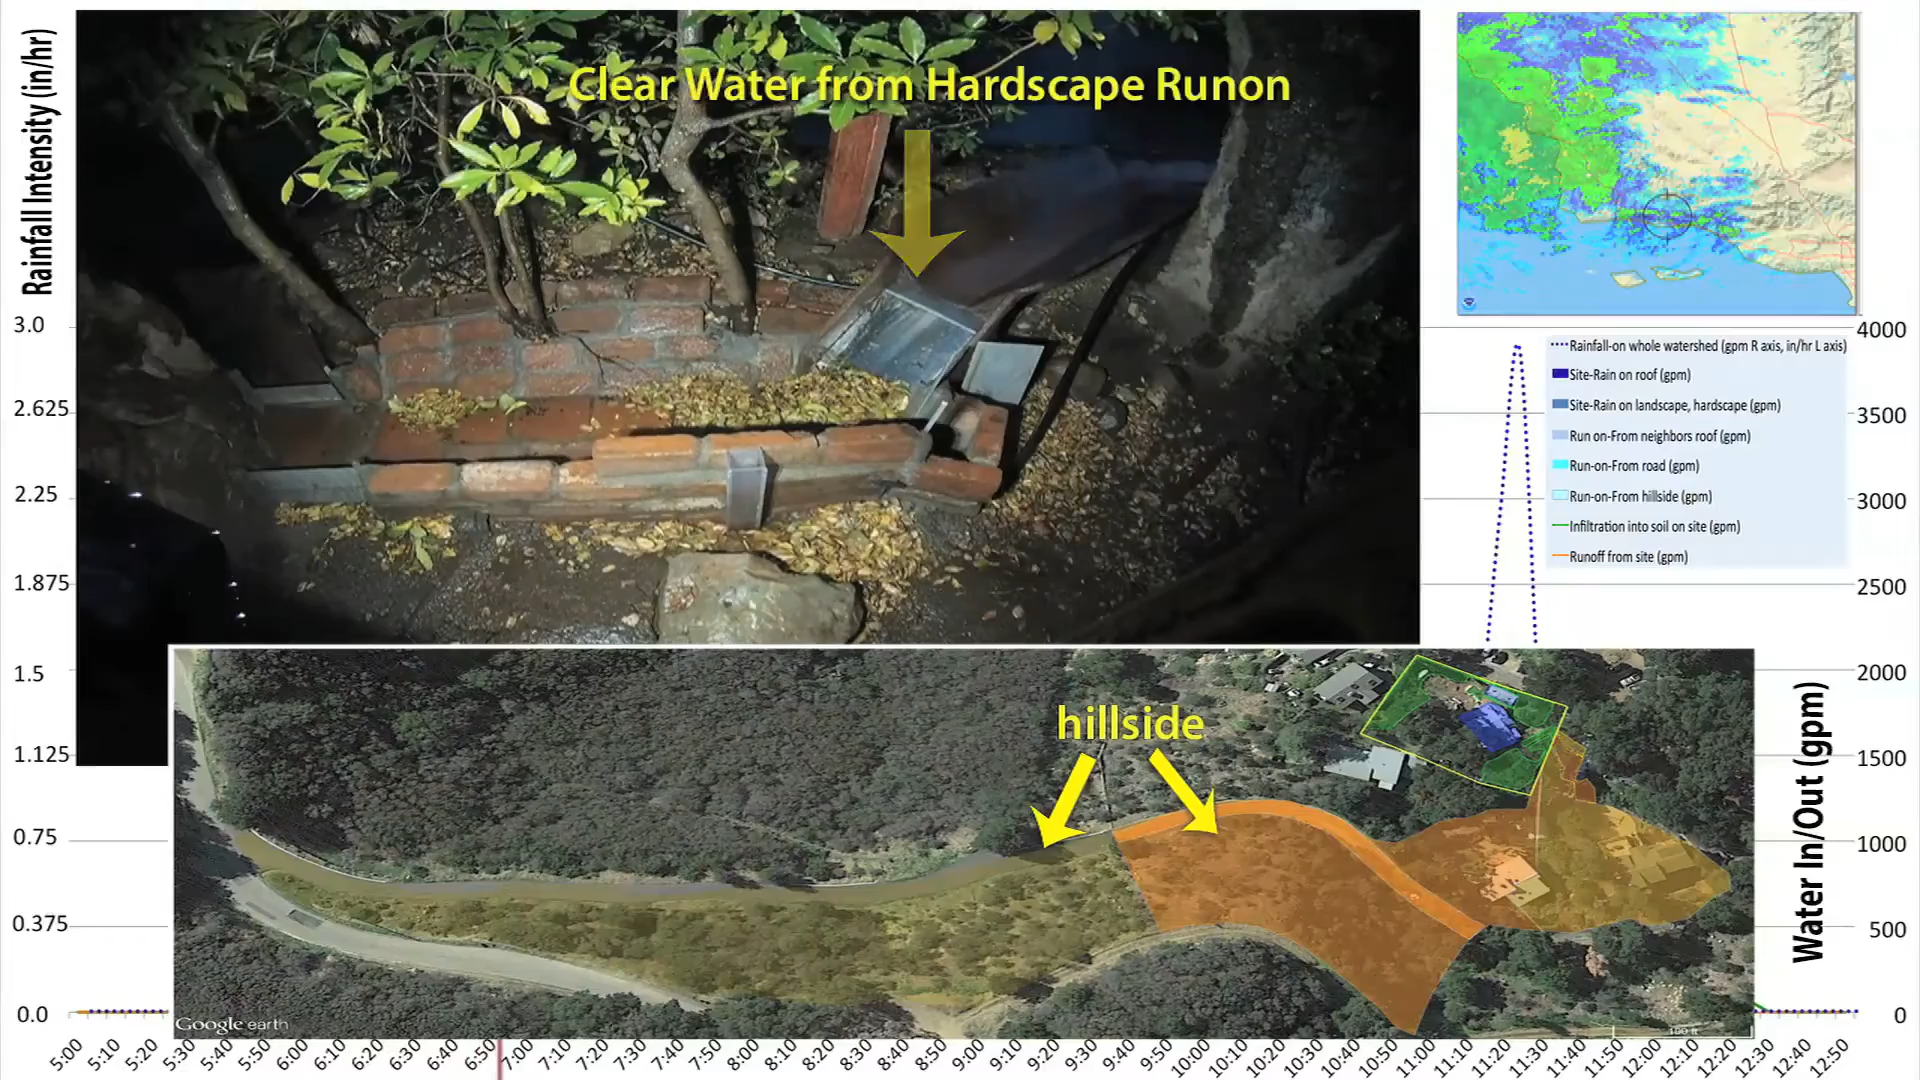 Clear Water from Hardscape Runon
Rainfall Intensity (in/hr)
3.0
2.625
2.25
1.875
1.5
1.125
0.75
0.375
0.0
4000
3500
3000
2500
2000
1500
1000
500
0
Water In/Out (gpm)
Rainfall-on whole watershed (gpm R axis, in/hr L axis)
Site-Rain on roof (gpm)
Site-Rain on landscape, hardscape (gpm)
Run on-From neighbors roof (gpm)
Run-on-From road (gpm)
Run-on-From hillside (gpm)
Infiltration into soil on site (gpm)
Runoff from site (gpm)
hillside
Google earth
5:00 5:10 5:20 5:30 5:40 5:50 6:00 6:10 6:20 6:30 6:40 6:50 7:00 7:10 7:20 7:30 7:40 7:50 8:00 8:10 8:20 8:30 8:40 8:50 9:00 9:10 9:20 9:30 9:40 9:50 10:00 10:10 10:20 10:30 10:40 10:50 11:00 11:10 11:20 11:30 11:40 11:50 12:00 12:10 12:20 12:30 12:40 12:50